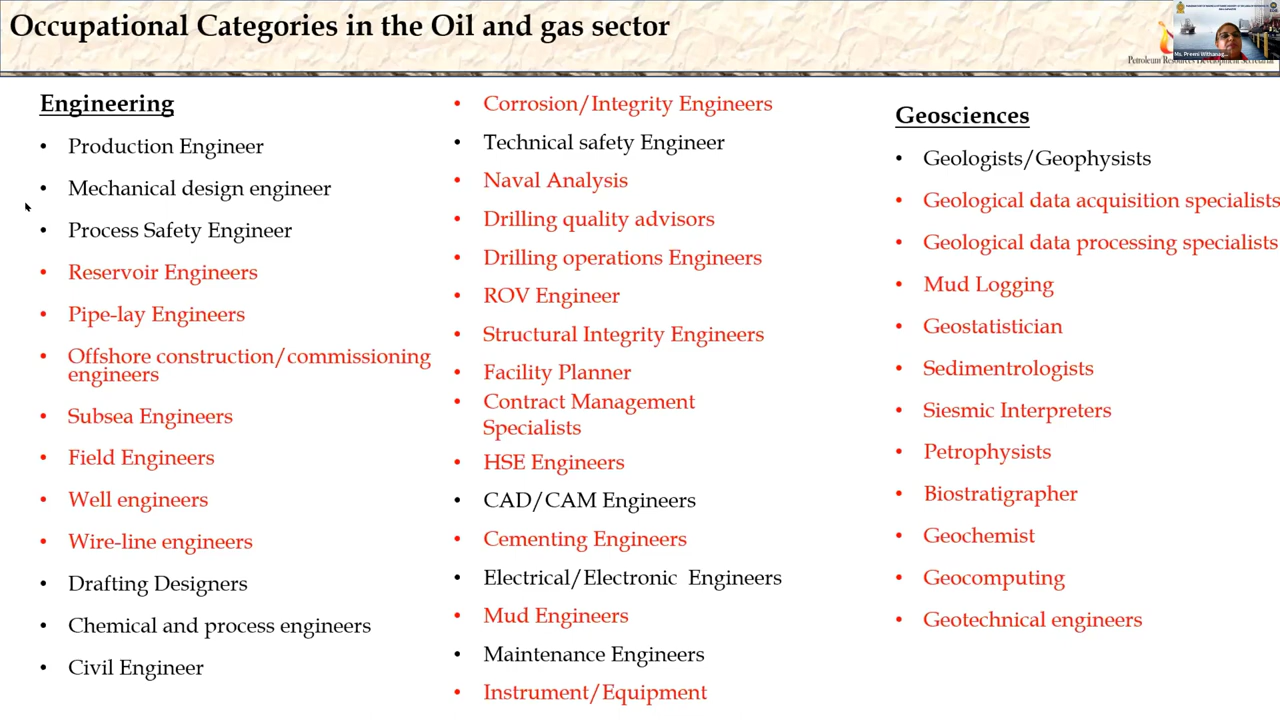 Occupational Categories in the Oil and gas sector
Ms. Preeni Withanag...
Petroleum Resources Development Secretariat
Engineering
• Production Engineer
• Mechanical design engineer
• Process Safety Engineer
• Reservoir Engineers
• Pipe-lay Engineers
• Offshore construction/commissioning
engineers
• Subsea Engineers
• Field Engineers
• Well engineers
• Wire-line engineers
• Drafting Designers
• Chemical and process engineers
• Civil Engineer
• Corrosion/Integrity Engineers
• Technical safety Engineer
• Naval Analysis
• Drilling quality advisors
• Drilling operations Engineers
• ROV Engineer
• Structural Integrity Engineers
• Facility Planner
• Contract Management
Specialists
• HSE Engineers
• CAD/CAM Engineers
• Cementing Engineers
• Electrical/Electronic Engineers
• Mud Engineers
• Maintenance Engineers
• Instrument/Equipment
Geosciences
• Geologists/Geophysists
• Geological data acquisition specialists
• Geological data processing specialists
• Mud Logging
• Geostatistician
• Sedimentrologists
• Siesmic Interpreters
• Petrophysists
• Biostratigrapher
• Geochemist
• Geocomputing
• Geotechnical engineers